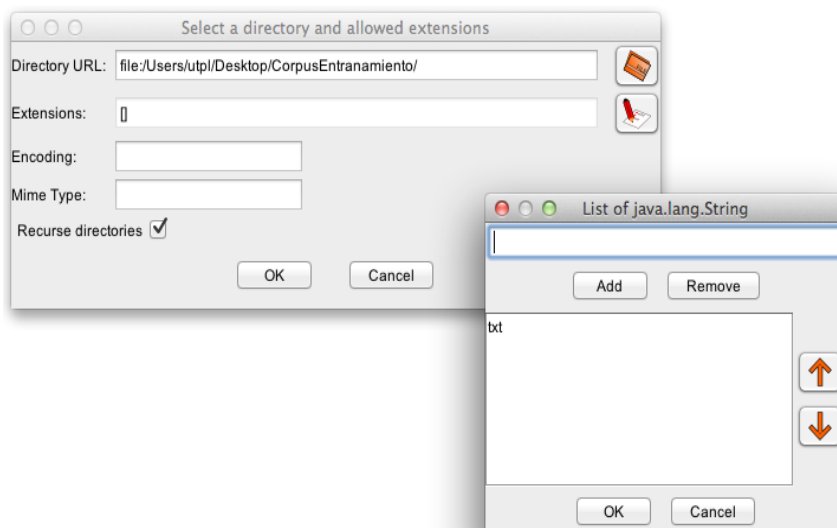 Select a directory and allowed extensions
Directory URL: file:/Users/utpl/Desktop/CorpusEntranamiento/
Extensions: []
Encoding:
Mime Type:
Recurse directories
OK Cancel
List of java.lang.String
Add Remove
txt
OK Cancel